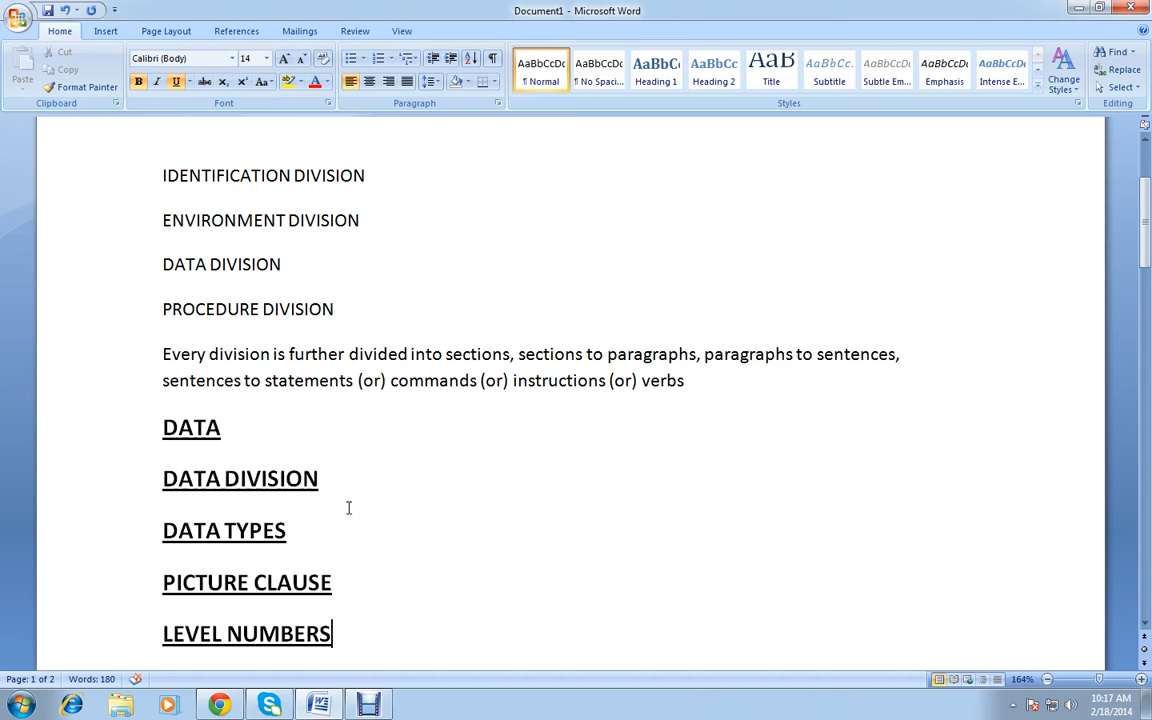 Document1 - Microsoft Word
Home Insert Page Layout References Mailings Review View
Paste
Cut
Copy
Format Painter
Clipboard
Calibri (Body) 14
Font
Paragraph
AaBbCcDc AaBbCcDc AaBbC AaBbCc AaB AaBbCc. AaBbCcDc AaBbCcDc AaBbCcDc
¶ Normal ¶ No Spaci... Heading 1 Heading 2 Title Subtitle Subtle Em... Emphasis Intense E...
Change Styles
Styles
Find
Replace
Select
Editing
IDENTIFICATION DIVISION
ENVIRONMENT DIVISION
DATA DIVISION
PROCEDURE DIVISION
Every division is further divided into sections, sections to paragraphs, paragraphs to sentences,
sentences to statements (or) commands (or) instructions (or) verbs
DATA
DATA DIVISION
DATA TYPES
PICTURE CLAUSE
LEVEL NUMBERS
Page: 1 of 2 Words: 180 164%
10:17 AM
2/18/2014